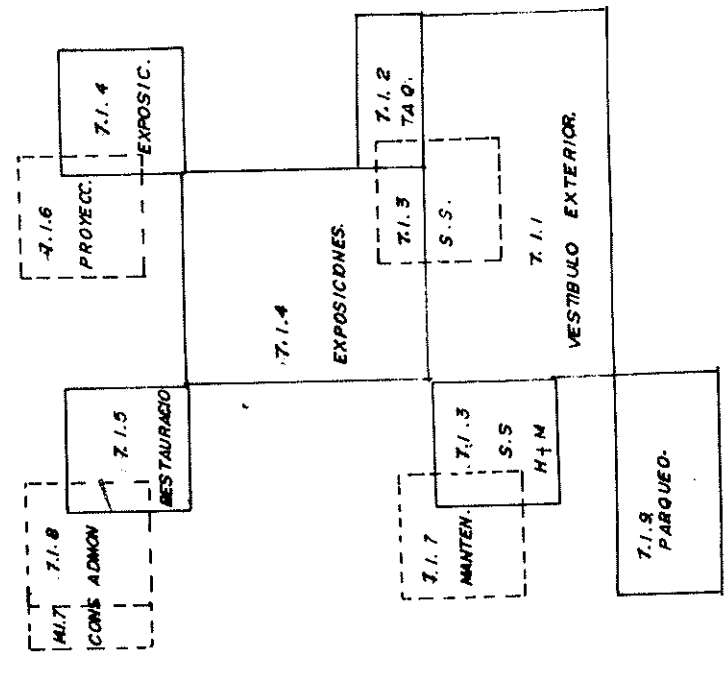 M.1.7 7.1.8
CONS ADMON
7.1.5
RESTAURACIO
7.1.6
PROYECC.
7.1.4
EXPOSIC.
7.1.4
EXPOSICIONES.
7.1.7
MANTEN.
7.1.3
S.S
H+M
7.1.3
S.S.
7.1.2
TAQ.
7.1.1
VESTIBULO EXTERIOR.
7.1.9.
PARQUEO.